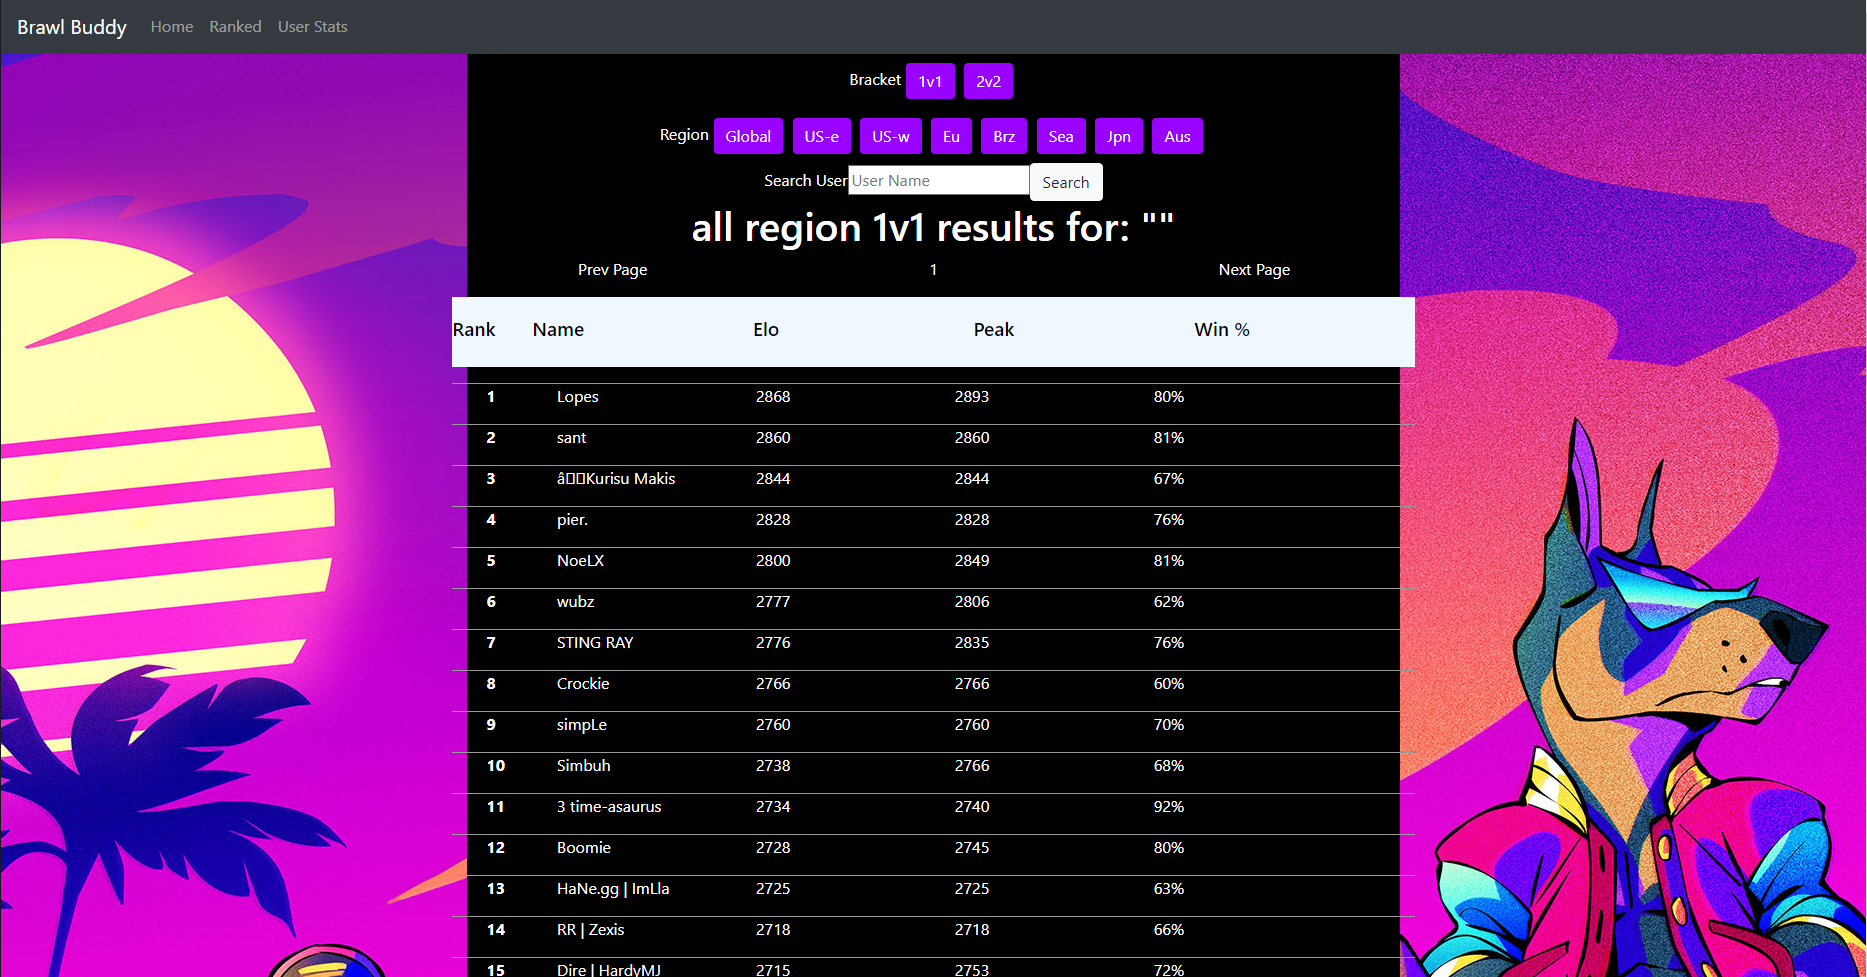 Brawl Buddy Home Ranked User Stats
Bracket 1v1 2v2
Region Global US-e US-w Eu Brz Sea Jpn Aus
Search User User Name Search
all region 1v1 results for: ""
Prev Page 1 Next Page
Rank Name Elo Peak Win %
1 Lopes 2868 2893 80%
2 sant 2860 2860 81%
3 â▯▯Kurisu Makis 2844 2844 67%
4 pier. 2828 2828 76%
5 NoeLX 2800 2849 81%
6 wubz 2777 2806 62%
7 STING RAY 2776 2835 76%
8 Crockie 2766 2766 60%
9 simpLe 2760 2760 70%
10 Simbuh 2738 2766 68%
11 3 time-asaurus 2734 2740 92%
12 Boomie 2728 2745 80%
13 HaNe.gg | ImLla 2725 2725 63%
14 RR | Zexis 2718 2718 66%
15 Dire | HardyMJ 2715 2753 72%